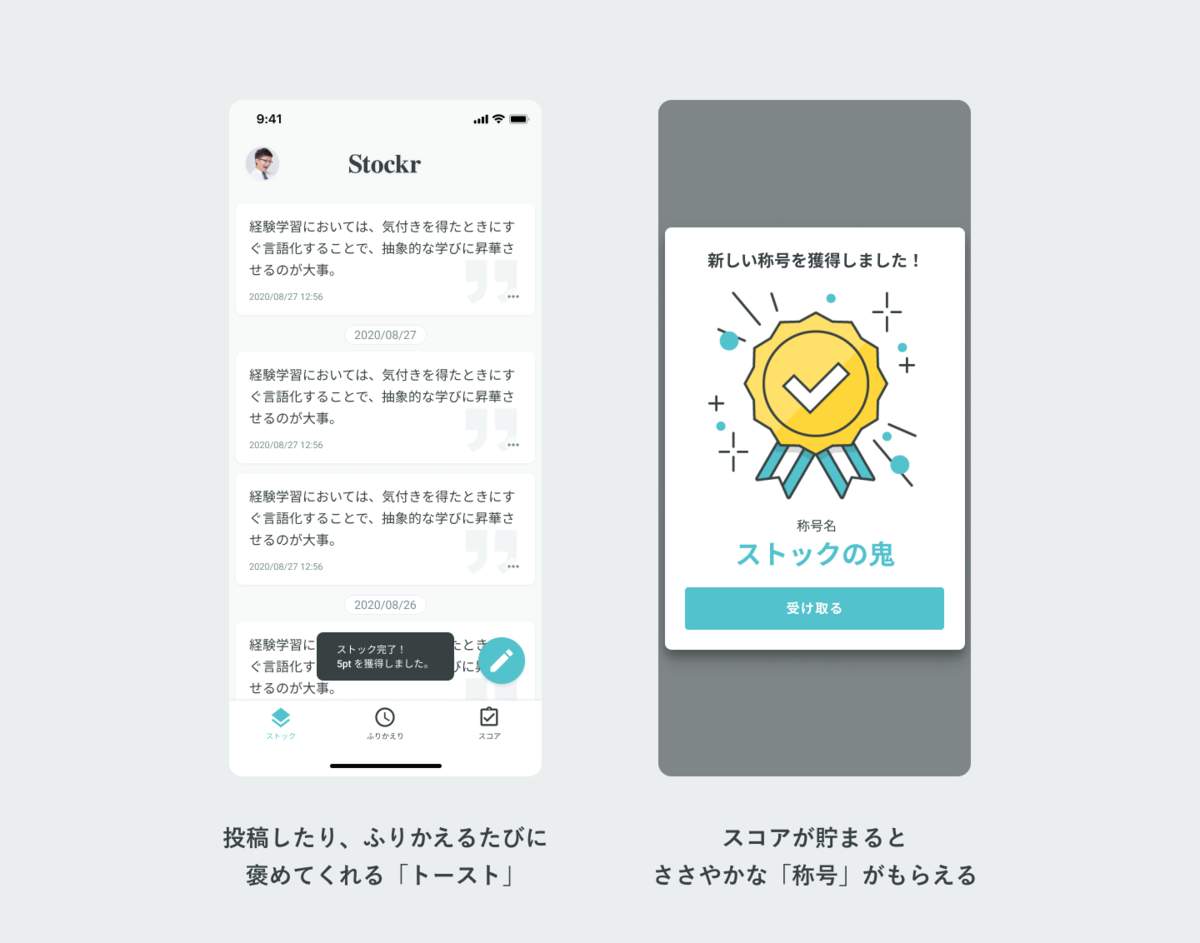 9:41
Stockr
経験学習においては、気付きを得たときにす
ぐ言語化することで、抽象的な学びに昇華さ
せるのが大事。
2020/08/27 12:56
2020/08/27
経験学習においては、気付きを得たときにす
ぐ言語化することで、抽象的な学びに昇華さ
せるのが大事。
2020/08/27 12:56
経験学習においては、気付きを得たときにす
ぐ言語化することで、抽象的な学びに昇華さ
せるのが大事。
2020/08/27 12:56
2020/08/26
経験学習に
たとき
ぐ言語化す
びに昇
せるのが大事。
ストック完了！
5pt を獲得しました。
ストック
ふりかえり
スコア
投稿したり、ふりかえるたびに
褒めてくれる「トースト」
新しい称号を獲得しました！
称号名
ストックの鬼
受け取る
スコアが貯まると
ささやかな「称号」がもらえる